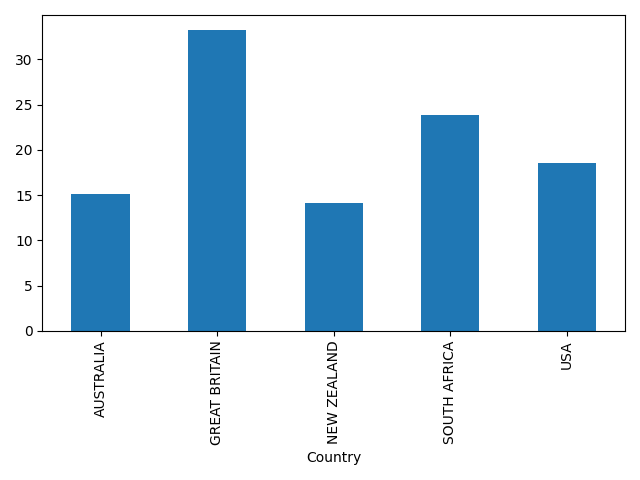 30
25
20
15
10
5
0
AUSTRALIA
GREAT BRITAIN
NEW ZEALAND
SOUTH AFRICA
USA
Country